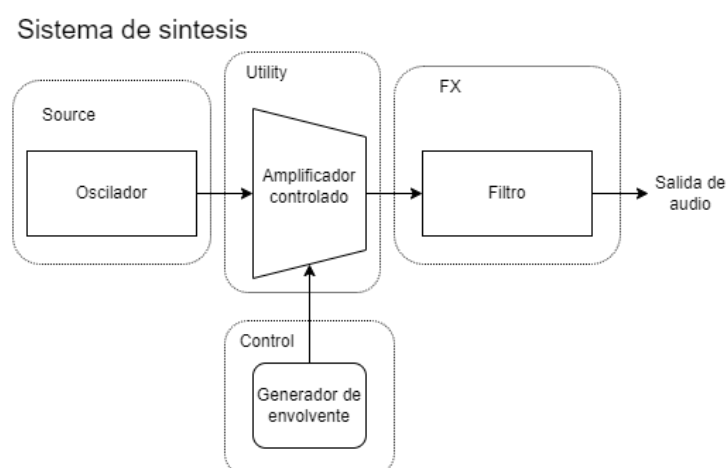 Sistema de sintesis
Utility
FX
Source
Oscilador
Amplificador
controlado
Filtro
Salida de
audio
Control
Generador de
envolvente